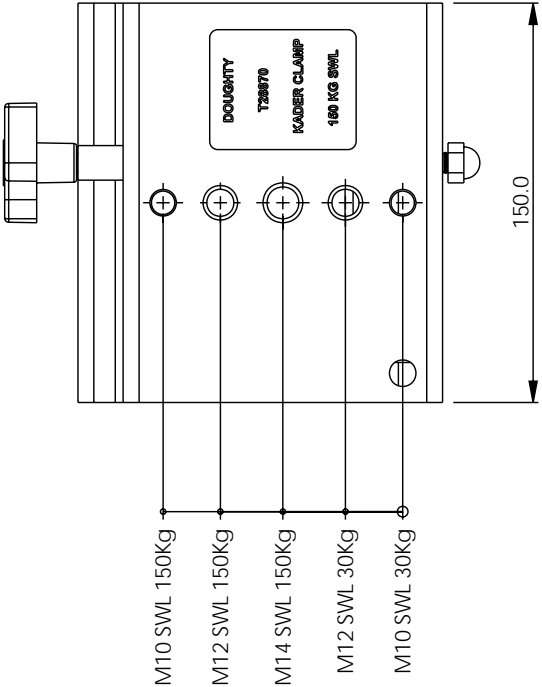 DOUGHTY
T28870
KADER CLAMP
150 KG SWL
150.0
M10 SWL 150Kg
M12 SWL 150Kg
M14 SWL 150Kg
M12 SWL 30Kg
M10 SWL 30Kg